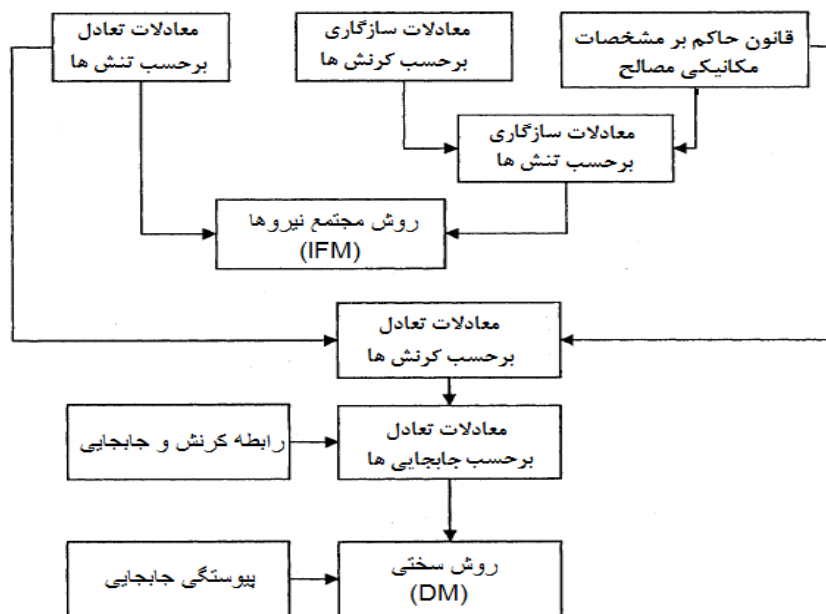 قانون حاکم بر مشخصات
مکانیکی مصالح
معادلات سازگاری
برحسب کرنش ها
معادلات تعادل
برحسب تنش ها
معادلات سازگاری
برحسب تنش ها
روش مجتمع نیروها
(IFM)
معادلات تعادل
برحسب کرنش ها
معادلات تعادل
برحسب جابجایی ها
رابطه کرنش و جابجایی
روش سختی
(DM)
پیوستگی جابجایی